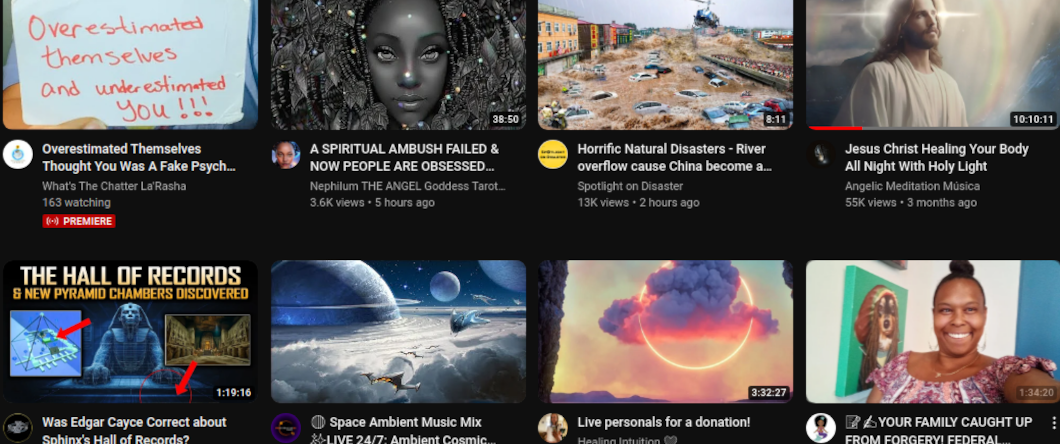 Overestimated
themselves
and underestimated
YOU !!!
38:50
8:11
10:10:11
Overestimated Themselves
Thought You Was A Fake Psych...
What's The Chatter La'Rasha
163 watching
PREMIERE
A SPIRITUAL AMBUSH FAILED &
NOW PEOPLE ARE OBSESSED...
Nephilum THE ANGEL Goddess Tarot...
3.6K views • 5 hours ago
Horrific Natural Disasters - River
overflow cause China become a...
Spotlight on Disaster
13K views • 2 hours ago
Jesus Christ Healing Your Body
All Night With Holy Light
Angelic Meditation Música
55K views • 3 months ago
THE HALL OF RECORDS
& NEW PYRAMID CHAMBERS DISCOVERED
1:19:16
3:32:27
1:34:20
Was Edgar Cayce Correct about
Sphinx's Hall of Records?
Space Ambient Music Mix
LIVE 24/7: Ambient Cosmic...
Live personals for a donation!
Healing Intuition
YOUR FAMILY CAUGHT UP
FROM FORGERY! FEDERAL...